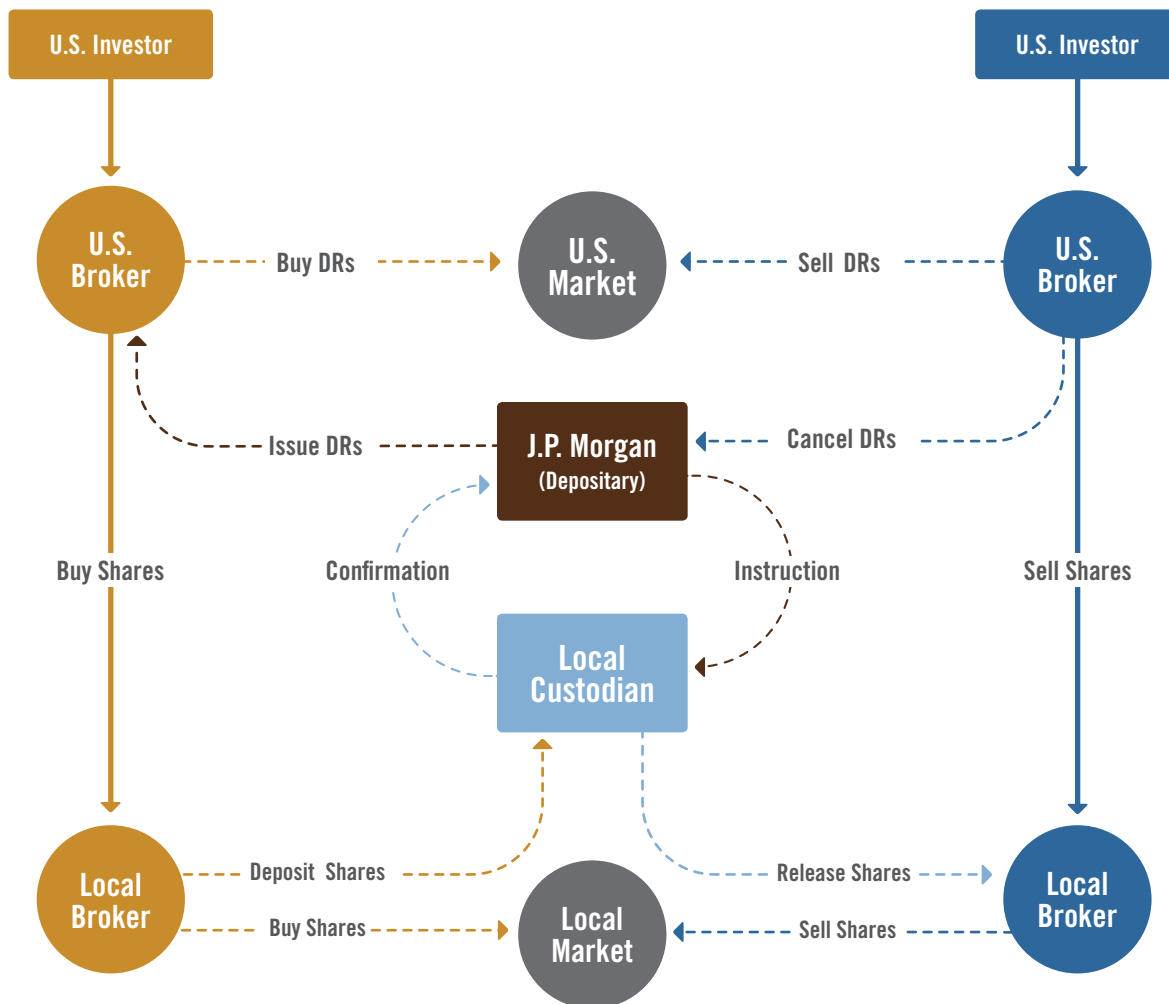 U.S. Investor
U.S. Investor
U.S.
Broker
Buy DRs
U.S.
Market
Sell DRs
U.S.
Broker
Issue DRs
J.P. Morgan
(Depositary)
Cancel DRs
Buy Shares
Confirmation
Instruction
Sell Shares
Local
Custodian
Local
Broker
Deposit Shares
Buy Shares
Local
Market
Release Shares
Sell Shares
Local
Broker